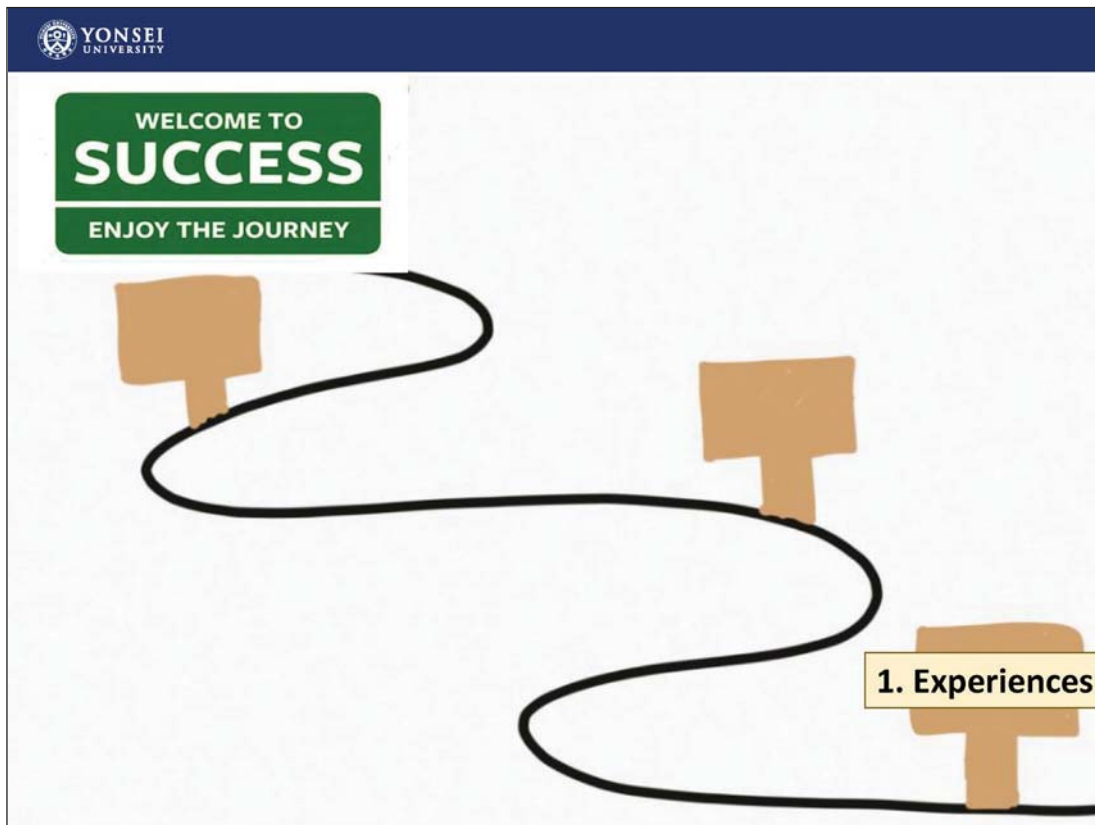 YONSEI
UNIVERSITY
WELCOME TO
SUCCESS
ENJOY THE JOURNEY
1. Experiences